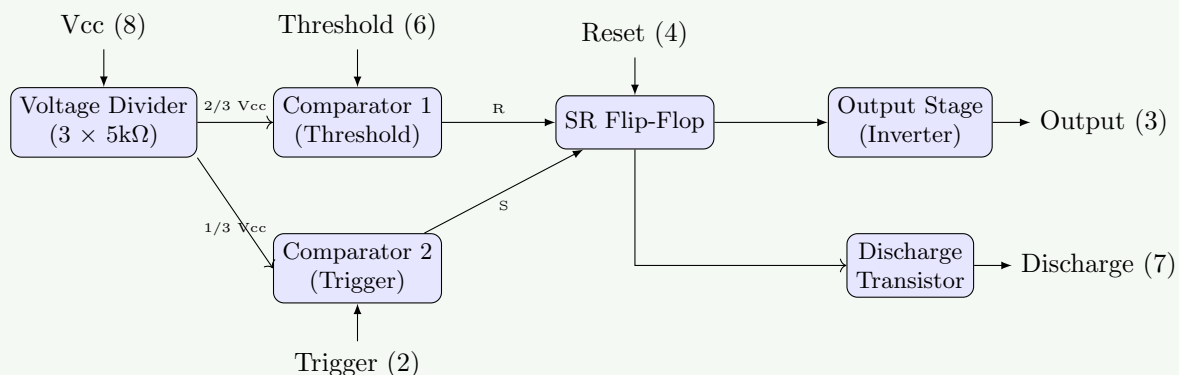 Vcc (8)
Threshold (6)
Reset (4)
Voltage Divider
(3 × 5kΩ)
2/3 Vcc
Comparator 1
(Threshold)
R
SR Flip-Flop
Output Stage
(Inverter)
Output (3)
1/3 Vcc
S
Comparator 2
(Trigger)
Discharge
Transistor
Discharge (7)
Trigger (2)